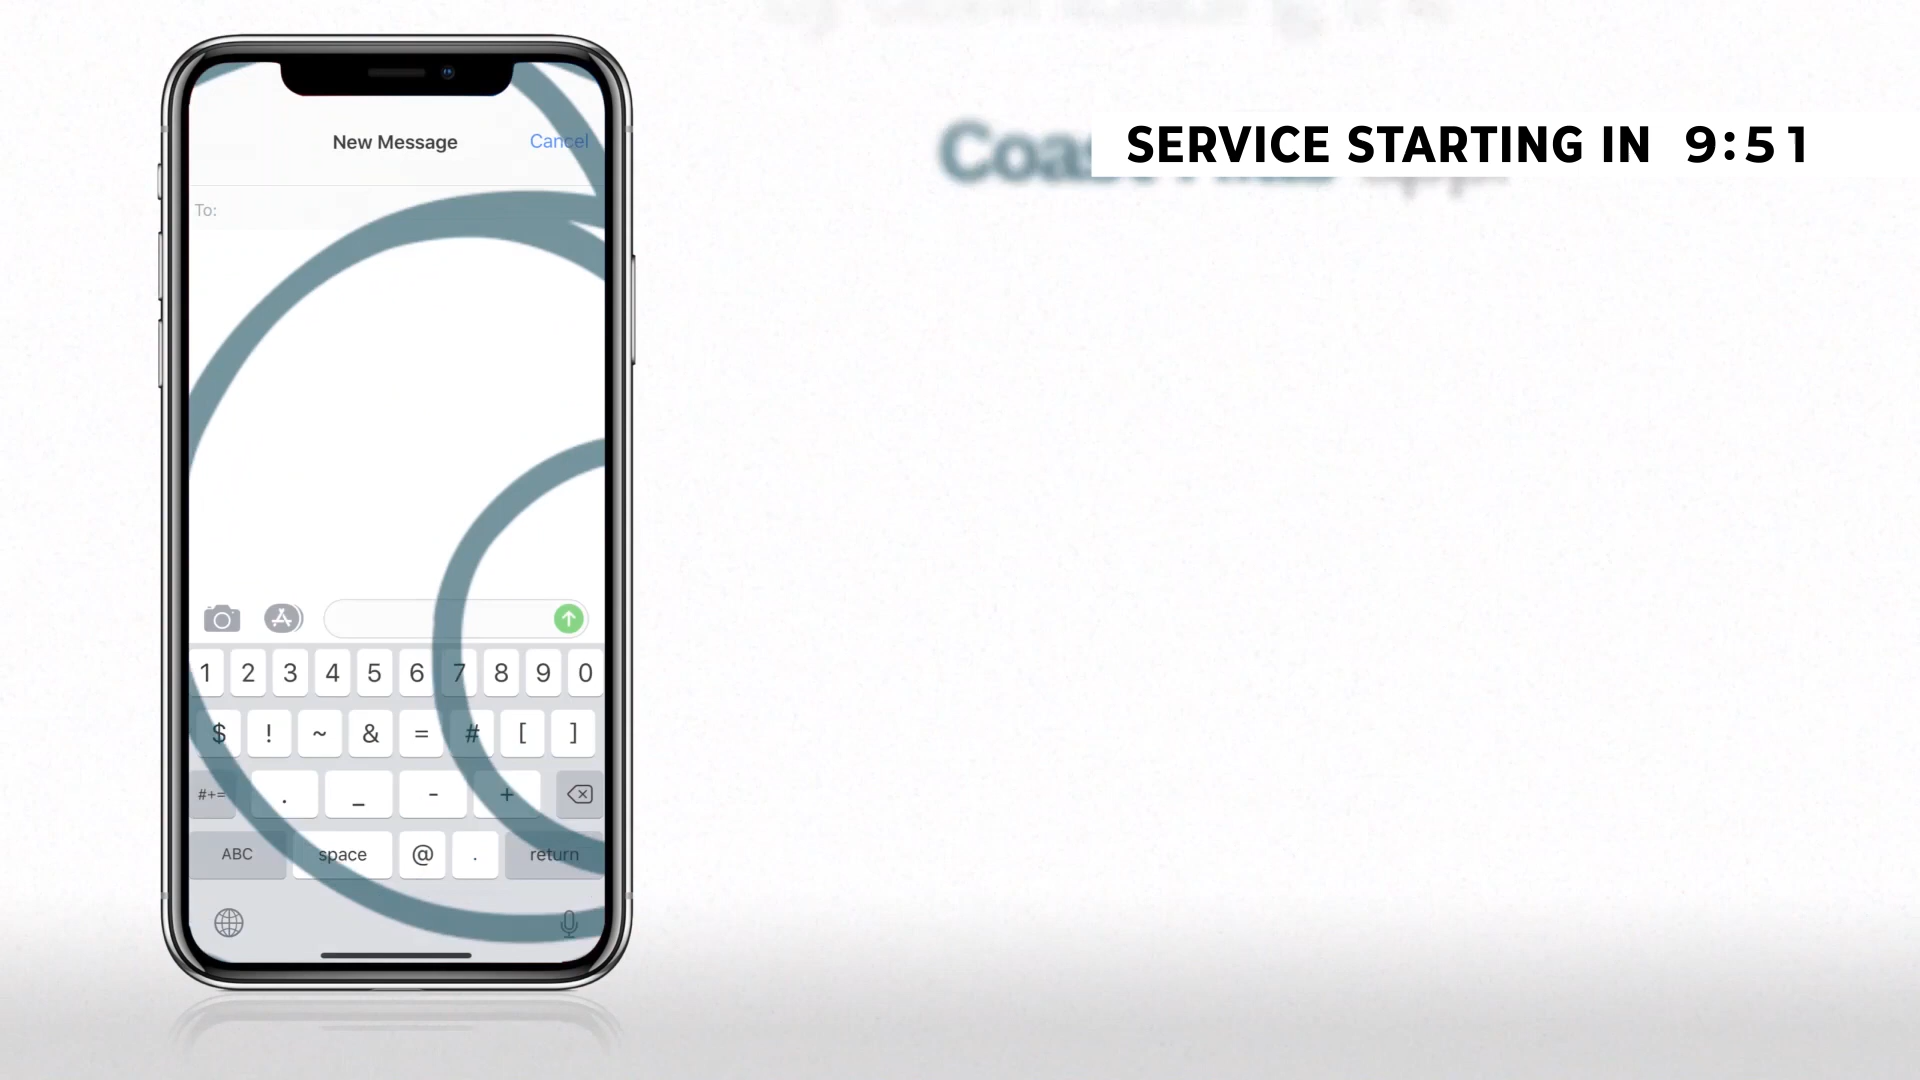 SERVICE STARTING IN 9:51
New Message
Cancel
To:
1 2 3 4 5 6 7 8 9 0
$ ! ~ & = # [ ]
#+= . _ - +
ABC space @ . return